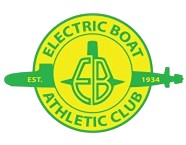 ELECTRIC BOAT
EST.
EB
1934
ATHLETIC CLUB